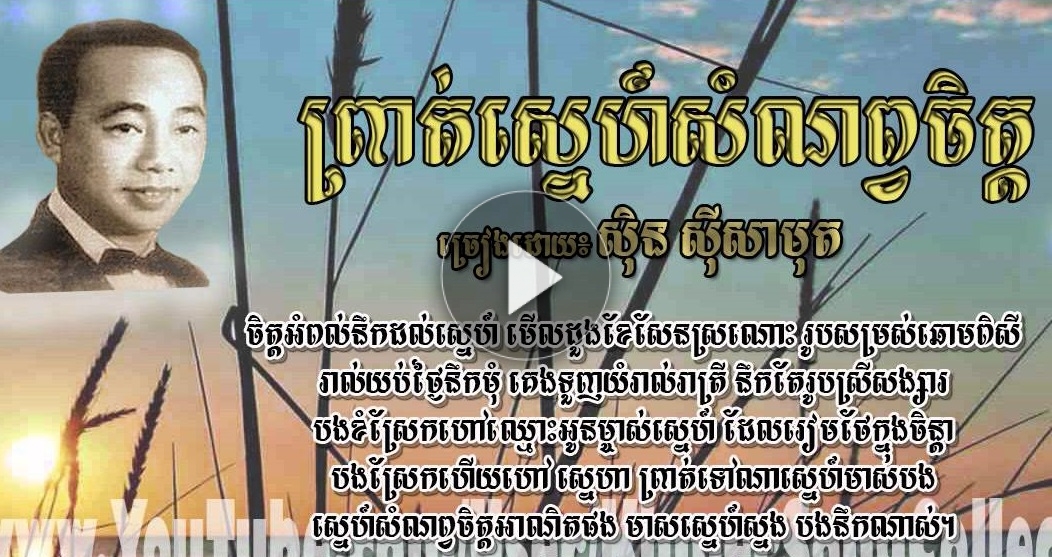 ព្រាត់ស្នេហ៍សំណព្វចិត្ត
ច្រៀងដោយ៖ ស៊ិន ស៊ីសាមុត
ចិត្តអំពល់នឹកដល់ស្នេហ៍ មើលដួងខែសែនស្រណោះ រូបសម្រស់ឆោមពិសី
រាល់យប់ថ្ងៃនឹកមុំ គេងទួញយំរាល់រាត្រី នឹកតែរូបស្រីសង្សារ
បងខំស្រែកហៅឈ្មោះអូនម្ចាស់ស្នេហ៍ ដែលរៀមថែក្នុងចិន្តា
បងស្រែកហើយហៅ ស្នេហា ព្រាត់ទៅណាស្នេហ៍មាសបង
ស្នេហ៍សំណព្វចិត្តអាណិតផង មាសស្នេហ៍ស្នង បងនឹកណាស់។
www.YouTube.com/user/